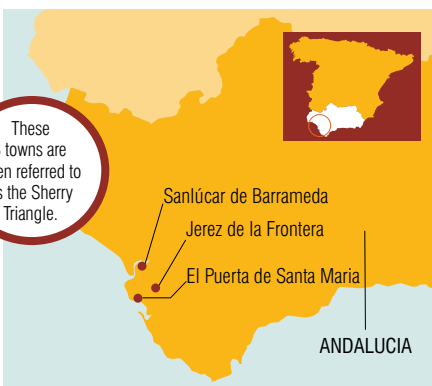 These
towns are
referred to
the Sherry
Triangle.
Sanlúcar de Barrameda
Jerez de la Frontera
El Puerta de Santa Maria
ANDALUCIA